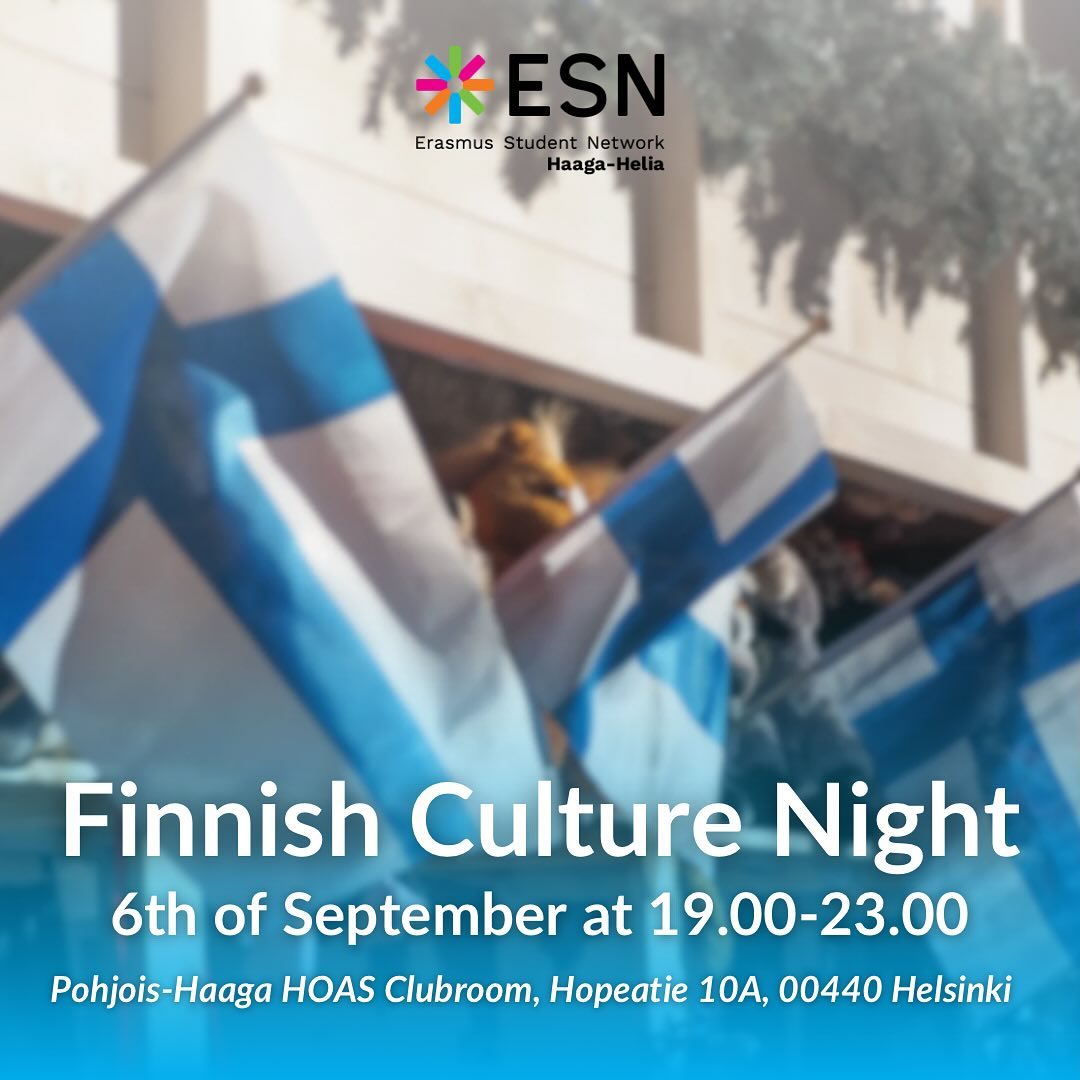 ESN
Erasmus Student Network
Haaga-Helia
Finnish Culture Night
6th of September at 19.00-23.00
Pohjois-Haaga HOAS Clubroom, Hopeatie 10A, 00440 Helsinki